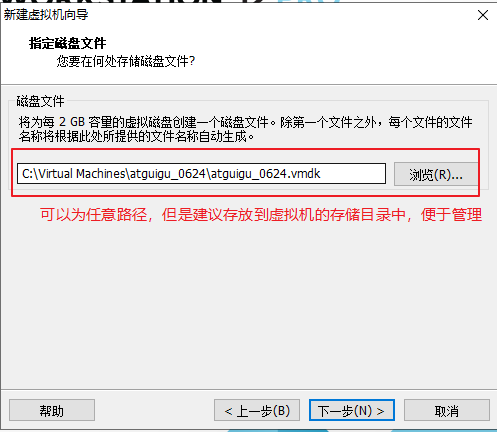 新建虚拟机向导
指定磁盘文件
您要在何处存储磁盘文件?
磁盘文件
将为每 2 GB 容量的虚拟磁盘创建一个磁盘文件。除第一个文件之外，每个文件的文件
名称将根据此处所提供的文件名称自动生成。
C:\Virtual Machines\atguigu_0624\atguigu_0624.vmdk
浏览(R)...
可以为任意路径，但是建议存放到虚拟机的存储目录中，便于管理
帮助
< 上一步(B)
下一步(N) >
取消